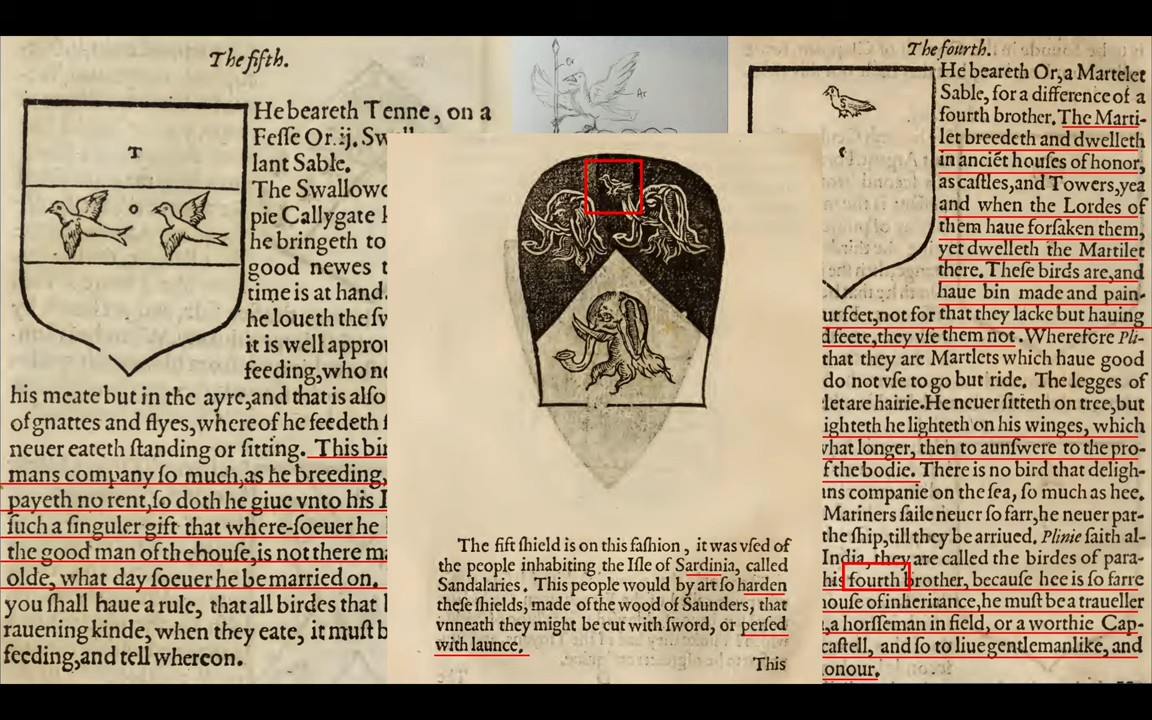 The fifth.
T
He beareth Tenne, on a
Feſſe Or. ij. Sw
lant Sable.
The Swallow
pie Callygate
he bringeth to
good newes
time is at hand.
he loueth the ſv
it is well appro
feeding, who n
his meate but in the ayre, and that is alſo
of gnattes and flyes, whereof he feedeth
neuer eateth ſtanding or ſitting. This bi
mans company ſo much, as he breeding,
payeth no rent, ſo doth he giue vnto his
ſuch a ſinguler gift that where-ſoeuer he
the good man of the houſe, is not there m
olde, what day ſoeuer he be married on.
you ſhall haue a rule, that all birdes that
rauening kinde, when they eate, it muſt b
feeding, and tell whereon.
Or
Ar
The fift ſhield is on this faſhion, it was vſed of
the people inhabiting the Iſle of Sardinia, called
Sandalaries. This people would by art ſo harden
theſe ſhields, made of the wood of Saunders, that
vnneath they might be cut with ſword, or perſed
with launce.
This
The fourth.
He beareth Or, a Martelet
Sable, for a difference of a
fourth brother. The Marti-
let breedeth and dwelleth
in anciēt houſes of honor,
as caſtles, and Towers, yea
and when the Lordes of
them haue forſaken them,
yet dwelleth the Martilet
there. Theſe birds are, and
haue bin made and pain-
ut feet, not for that they lacke but hauing
d feete, they vſe them not. Wherefore Pli-
that they are Martlets which haue good
do not vſe to go but ride. The legges of
let are hairie. He neuer ſitteth on tree, but
ighteth he lighteth on his winges, which
what longer, then to aunſwere to the pro-
f the bodie. There is no bird that deligh-
ns companie on the ſea, ſo much as hee.
Mariners ſaile neuer ſo farr, he neuer par-
the ſhip, till they be arriued. Plinie ſaith al-
India, they are called the birdes of para-
his fourth brother, becauſe hee is ſo farre
houſe of inheritance, he muſt be a traueller
, a horſſeman in field, or a worthie Cap-
caſtell, and ſo to liue gentlemanlike, and
onour.